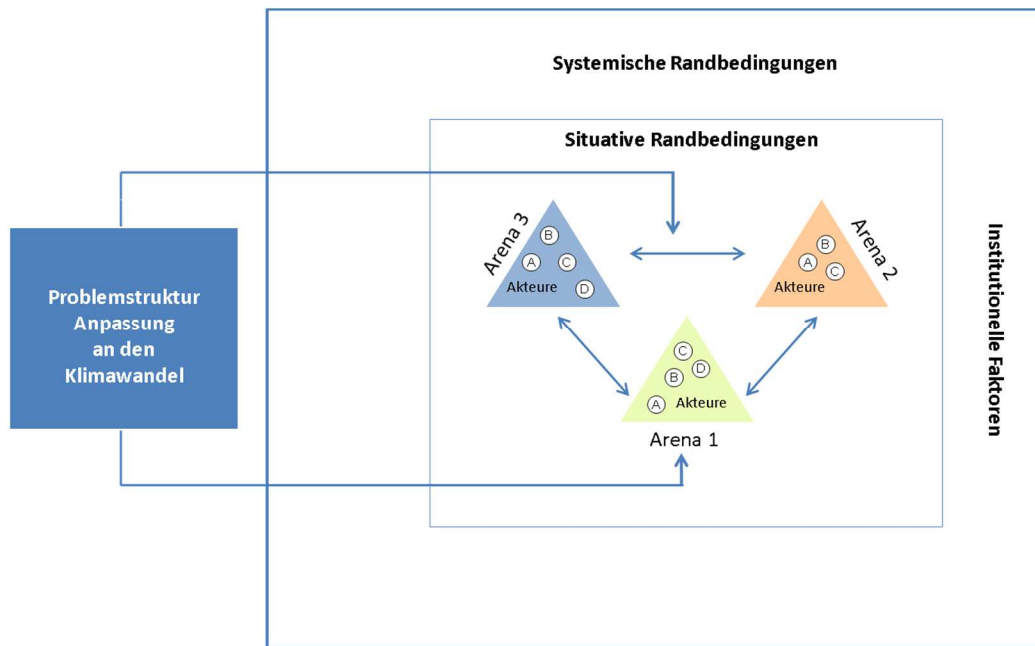 Systemische Randbedingungen
Situative Randbedingungen
Institutionelle Faktoren
Problemstruktur
Anpassung
an den
Klimawandel
Arena 3
B
A
C
Akteure
D
Arena 2
B
A
C
Akteure
C
D
B
A
Akteure
Arena 1